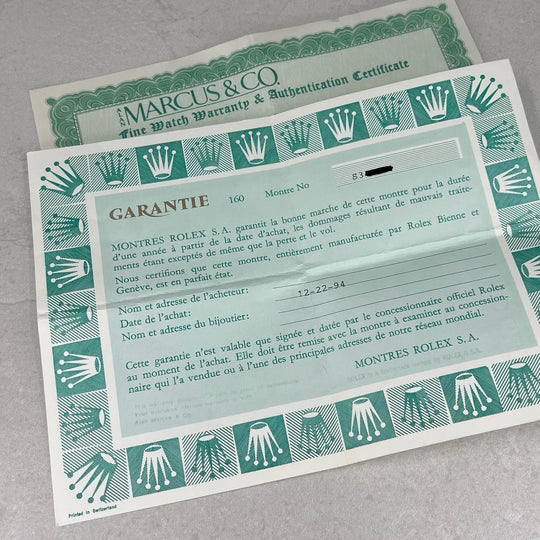 MARCUS & CO.
Fine Watch Warranty & Authentication Certificate
GARANTIE 160 Montre No S3
MONTRES ROLEX S.A. garantit la bonne marche de cette montre pour la durée
d'une année à partir de la date d'achat, les dommages résultant de mauvais traite-
ments étant exceptés de même que la perte et le vol.
Nous certifions que cette montre, entièrement manufacturée par Rolex Bienne et
Genève, est en parfait état.
Nom et adresse de l'acheteur:
Date de l'achat: 12-22-94
Nom et adresse du bijoutier:
Cette garantie n'est valable que signée et datée par le concessionnaire officiel Rolex
au moment de l'achat. Elle doit être remise avec la montre à examiner au concession-
naire qui l'a vendue ou à l'une des principales adresses de notre réseau mondial.
MONTRES ROLEX S.A.
Printed in Switzerland